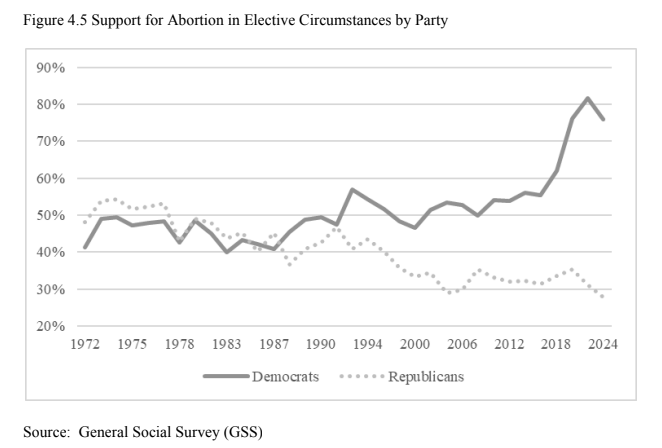 Figure 4.5 Support for Abortion in Elective Circumstances by Party
90%
80%
70%
60%
50%
40%
30%
20%
1972 1975 1978 1983 1987 1990 1994 2000 2006 2012 2018 2024
Democrats Republicans
Source: General Social Survey (GSS)